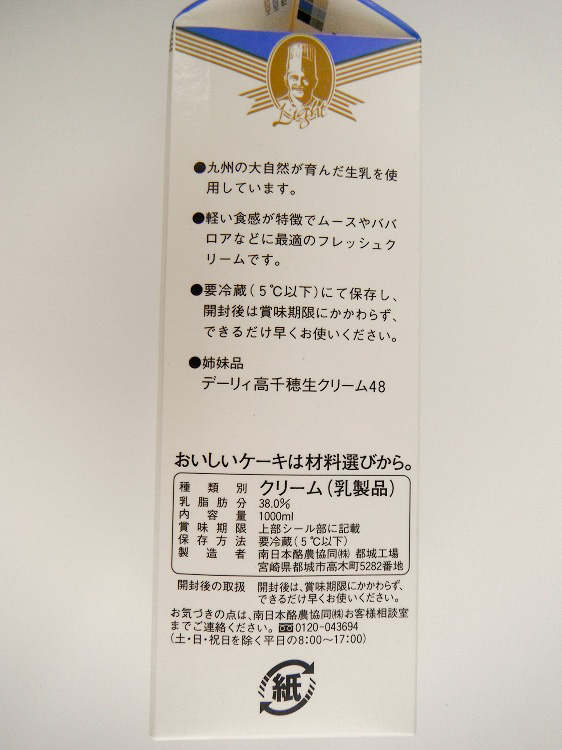 Light
●九州の大自然が育んだ生乳を使
用しています。
●軽い食感が特徴でムースやババ
ロアなどに最適のフレッシュク
リームです。
●要冷蔵(5℃以下)にて保存し、
開封後は賞味期限にかかわらず、
できるだけ早くお使いください。
●姉妹品
デーリィ高千穂生クリーム48
おいしいケーキは材料選びから。
種類別 クリーム(乳製品)
乳脂肪分 38.0%
内容量 1000ml
賞味期限 上部シール部に記載
保存方法 要冷蔵(5℃以下)
製造者 南日本酪農協同㈱ 都城工場
宮崎県都城市高木町5282番地
開封後の取扱 開封後は、賞味期限にかかわらず、
できるだけ早くお使いください。
お気づきの点は、南日本酪農協同㈱お客様相談室
までご連絡ください。0120-043694
(土・日・祝日を除く平日の8:00〜17:00)
紙